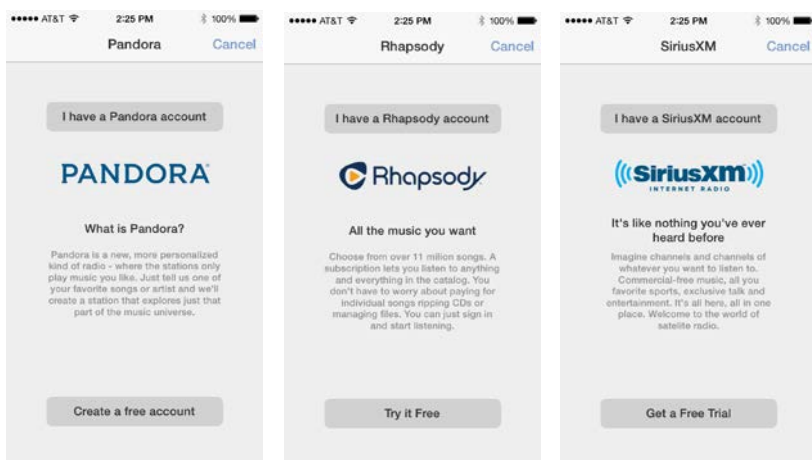 AT&T 2:25 PM 100%
Pandora Cancel
I have a Pandora account
PANDORA
What is Pandora?
Pandora is a new, more personalized
kind of radio - where the stations only
play music you like. Just tell us one of
your favorite songs or artist and we'll
create a station that explores just that
part of the music universe.
Create a free account
AT&T 2:25 PM 100%
Rhapsody Cancel
I have a Rhapsody account
Rhapsody
All the music you want
Choose from over 11 million songs. A
subscription lets you listen to anything
and everything in the catalog. You
don't have to worry about paying for
individual songs ripping CDs or
managing files. You can just sign in
and start listening.
Try it Free
AT&T 2:25 PM 100%
SiriusXM Cancel
I have a SiriusXM account
((SiriusXM))
INTERNET RADIO
It's like nothing you've ever
heard before
Imagine channels and channels of
whatever you want to listen to.
Commercial-free music, all you
favorite sports, exclusive talk and
entertainment. It's all here, all in one
place. Welcome to the world of
satelite radio.
Get a Free Trial